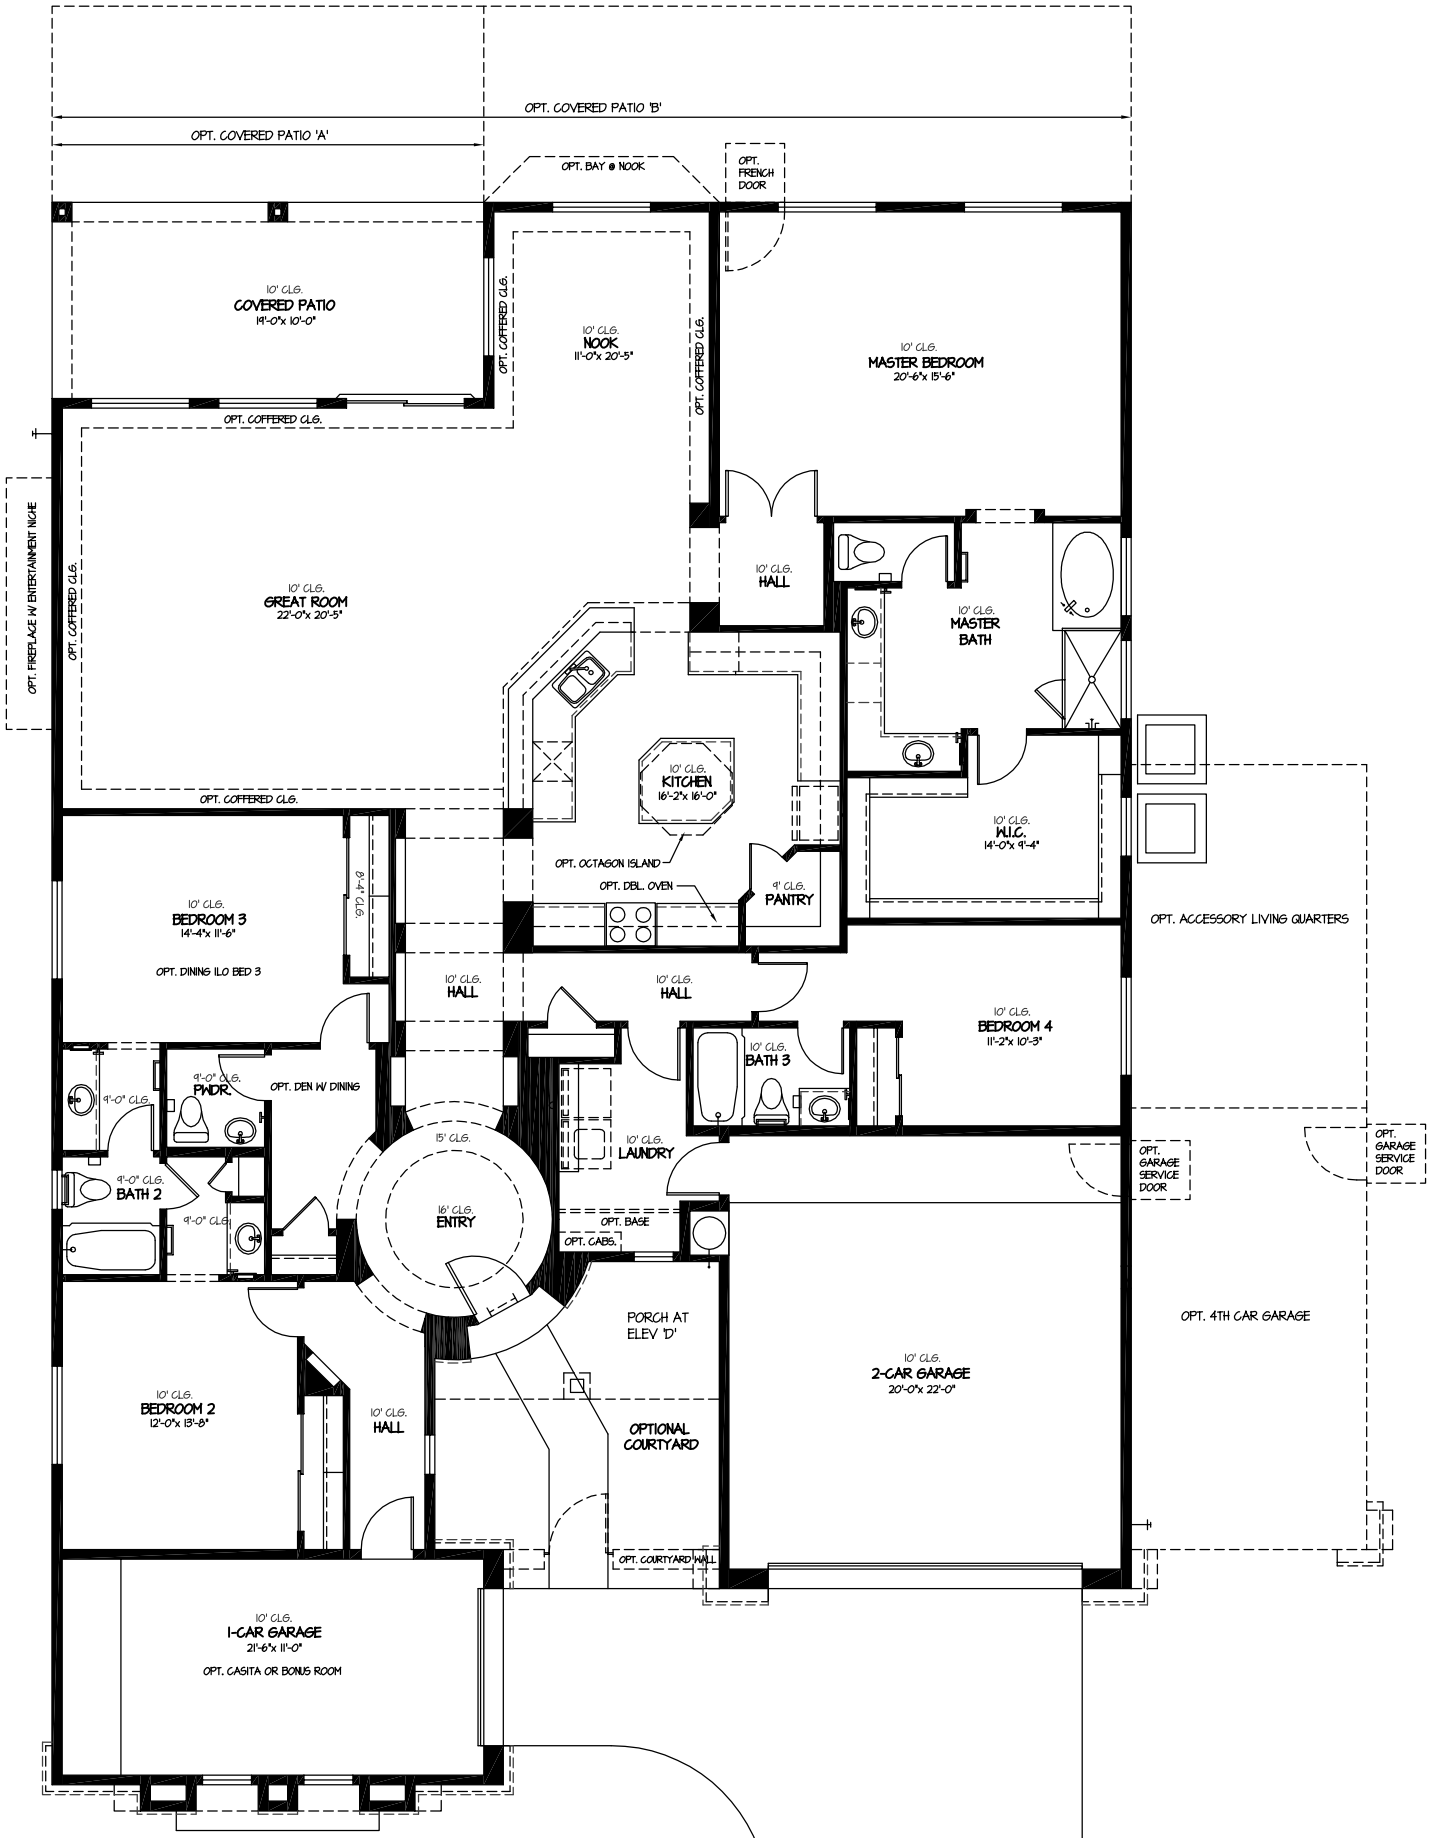 OPT. COVERED PATIO 'B'
OPT. COVERED PATIO 'A'
OPT. BAY @ NOOK
OPT.
FRENCH
DOOR
10' CLG.
COVERED PATIO
19'-0"x 10'-0"
OPT. COFFERED CLG.
10' CLG.
NOOK
11'-0"x 20'-5"
OPT. COFFERED CLG.
10' CLG.
MASTER BEDROOM
20'-6"x 15'-6"
OPT. COFFERED CLG.
OPT. FIREPLACE W/ ENTERTAINMENT NICHE
OPT. COFFERED CLG.
10' CLG.
GREAT ROOM
22'-0"x 20'-5"
10' CLG.
HALL
10' CLG.
MASTER
BATH
10' CLG.
KITCHEN
16'-2"x 16'-0"
OPT. COFFERED CLG.
10' CLG.
W.I.C.
14'-0"x 9'-4"
OPT. OCTAGON ISLAND
OPT. DBL. OVEN
9' CLG.
PANTRY
8'-4" CLG.
10' CLG.
BEDROOM 3
14'-4"x 11'-6"
OPT. DINING ILO BED 3
OPT. ACCESSORY LIVING QUARTERS
10' CLG.
HALL
10' CLG.
HALL
10' CLG.
BEDROOM 4
11'-2"x 10'-3"
10' CLG.
BATH 3
9'-0" CLG.
PWDR.
OPT. DEN W/ DINING
9'-0" CLG.
15' CLG.
10' CLG.
LAUNDRY
OPT.
GARAGE
SERVICE
DOOR
OPT.
GARAGE
SERVICE
DOOR
9'-0" CLG.
BATH 2
9'-0" CLG.
16' CLG.
ENTRY
OPT. BASE
OPT. CABS.
PORCH AT
ELEV 'D'
OPT. 4TH CAR GARAGE
10' CLG.
2-CAR GARAGE
20'-0"x 22'-0"
10' CLG.
BEDROOM 2
12'-0"x 13'-8"
10' CLG.
HALL
OPTIONAL
COURTYARD
OPT. COURTYARD WALL
10' CLG.
1-CAR GARAGE
21'-6"x 11'-0"
OPT. CASITA OR BONUS ROOM